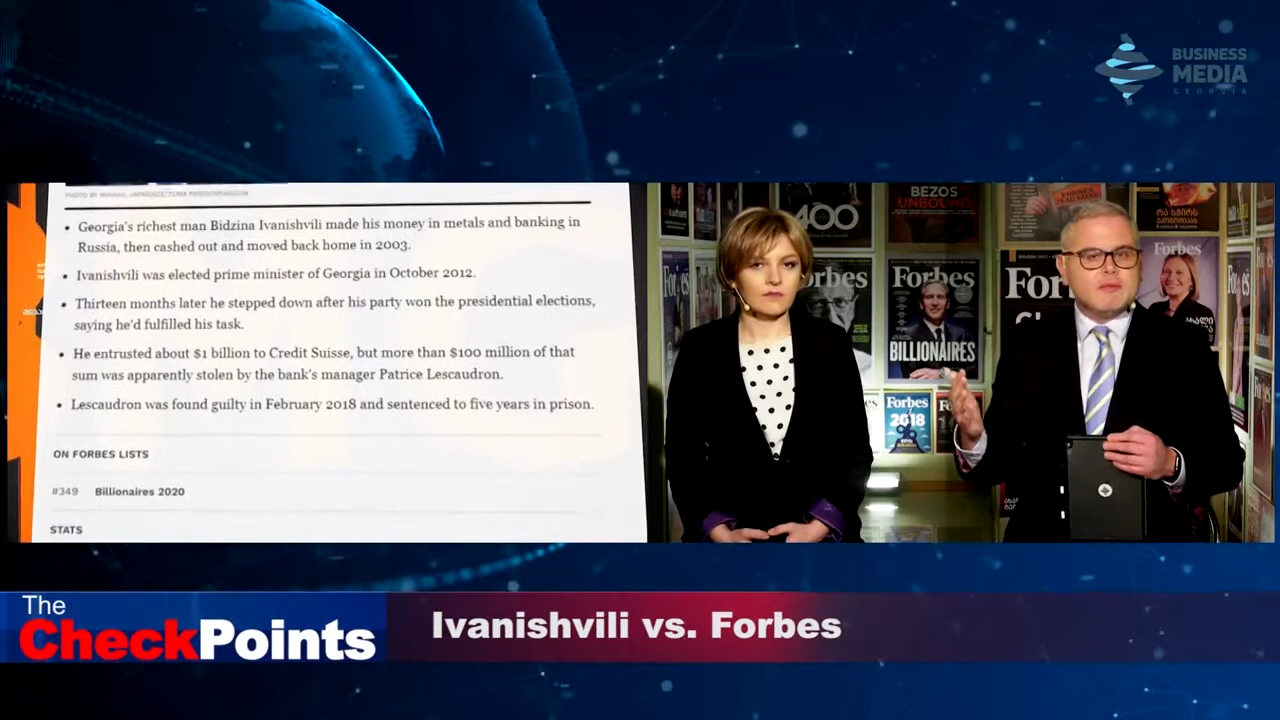 BUSINESS
MEDIA
GEORGIA
Georgia's richest man Bidzina Ivanishvili made his money in metals and banking in
Russia, then cashed out and moved back home in 2003.
Ivanishvili was elected prime minister of Georgia in October 2012.
Thirteen months later he stepped down after his party won the presidential elections,
saying he'd fulfilled his task.
He entrusted about $1 billion to Credit Suisse, but more than $100 million of that
sum was apparently stolen by the bank's manager Patrice Lescaudron.
Lescaudron was found guilty in February 2018 and sentenced to five years in prison.
ON FORBES LISTS
#349 Billionaires 2020
STATS
400
BEZOS
UNBOUND
რა სჭირს
ეკონომიკას
Forbes
BILLIONAIRES
Forbes
Forbes
2018
ახალი
The
CheckPoints
Ivanishvili vs. Forbes